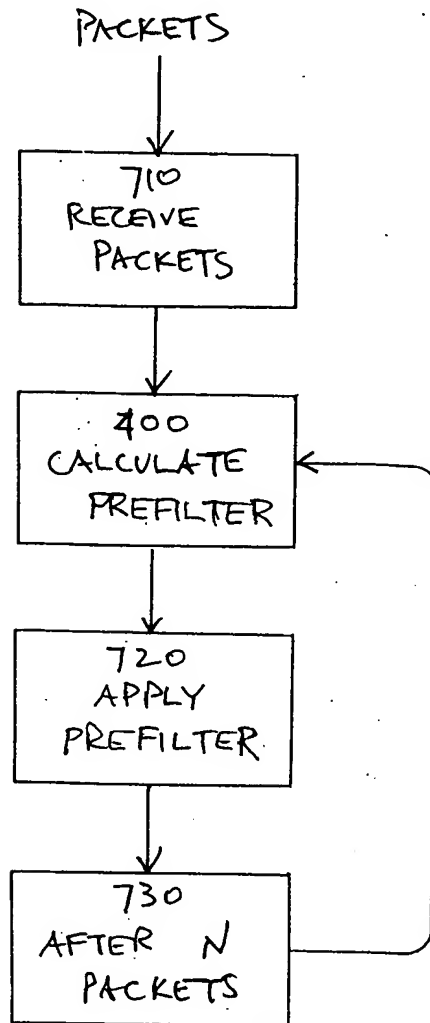 PACKETS
710
RECEIVE
PACKETS
400
CALCULATE
PREFILTER
720
APPLY
PREFILTER
730
AFTER N
PACKETS